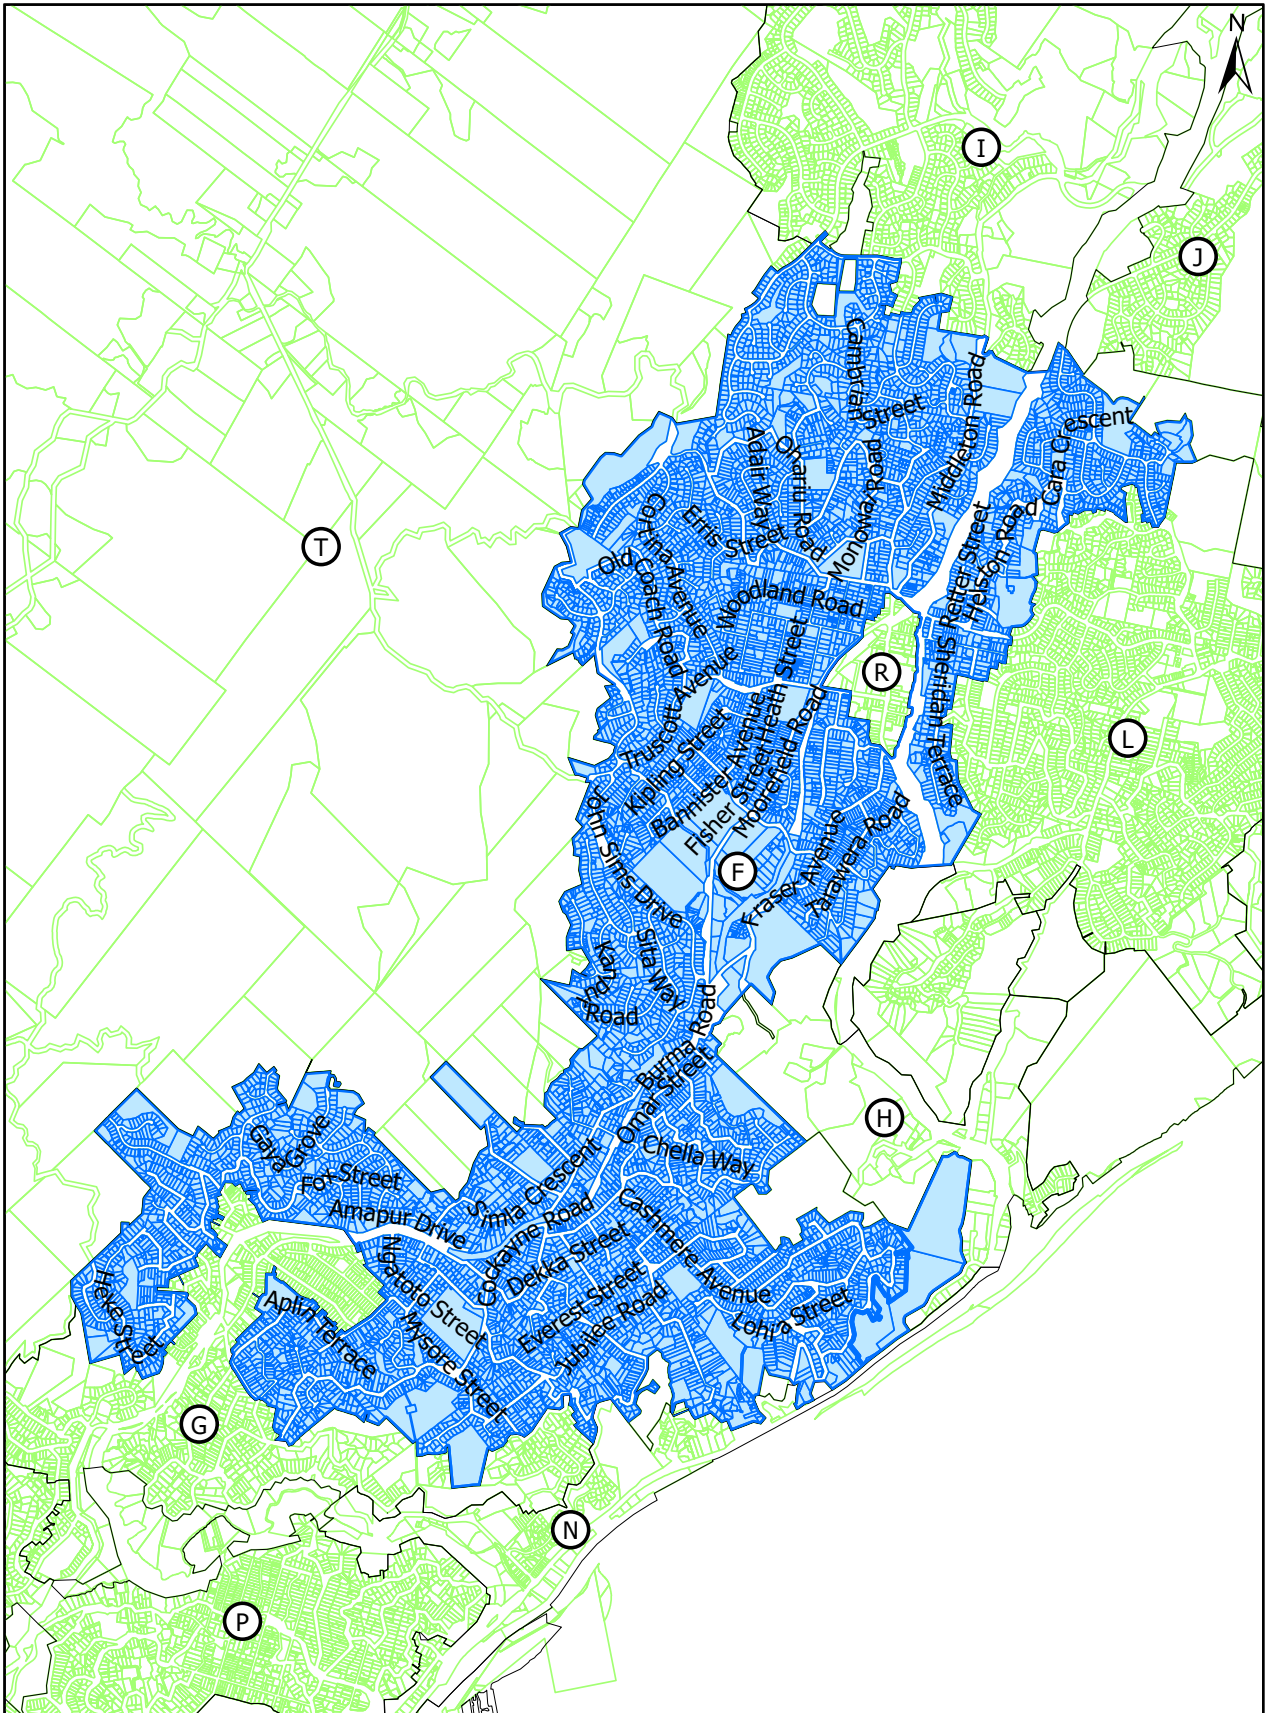 N
I
J
Cambrian
Street
Middleton Road
Cara Crescent
Adair Way
Ohariu Road
Monowai Road
Cortina Avenue
Erris Street
T
Old Coach Road
Retter Street
Helston Road
Woodland Road
R
Sheridan Terrace
L
Truscott Avenue
Heath Street
Kipling Street
Bannister Avenue
Fisher Street
Moorefield Road
John Sims Drive
F
Fraser Avenue
Tarawera Road
Sita Way
Kanpur
Road
Burma Road
Omar Street
H
Gaya Grove
Chella Way
Fox Street
Simla Crescent
Amapur Drive
Cockayne Road
Cashmere Avenue
Dekka Street
Ngatoto Street
Heke Street
Everest Street
Aplin Terrace
Jubilee Road
Lohia Street
Mysore Street
G
N
P